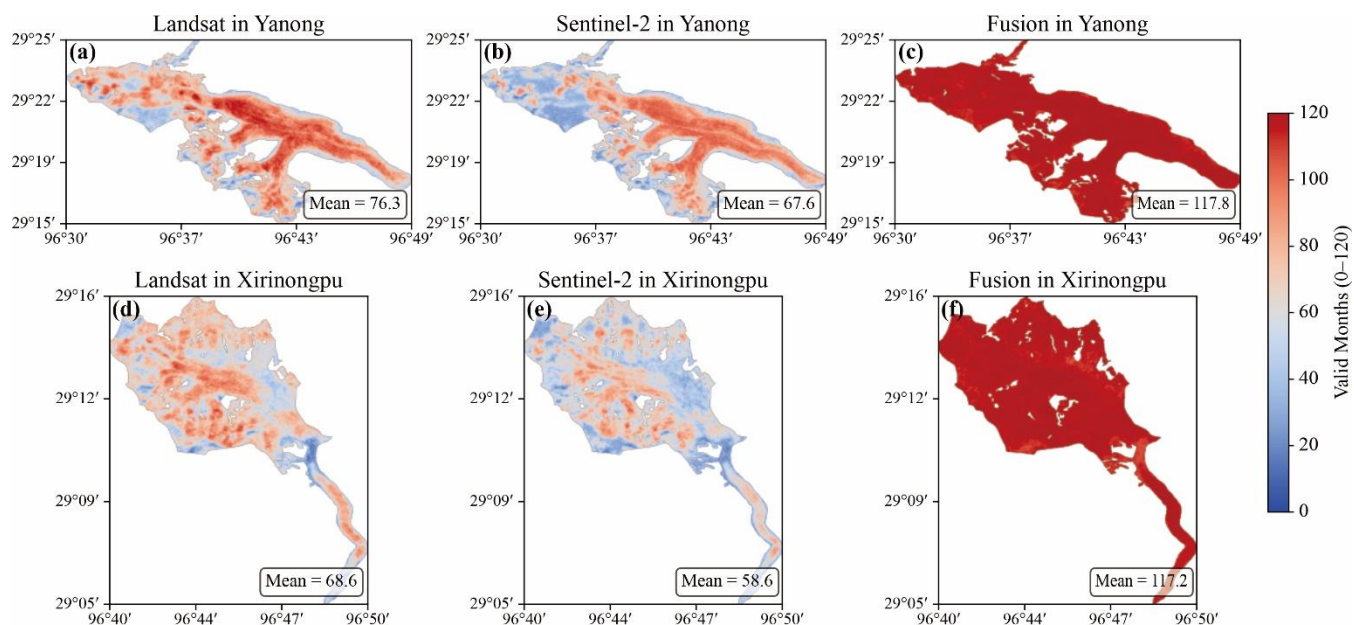 Landsat in Yanong
Sentinel-2 in Yanong
Fusion in Yanong
(a)
(b)
(c)
29°25′
29°22′
29°19′
29°15′
29°25′
29°22′
29°19′
29°15′
29°25′
29°22′
29°19′
29°15′
Mean = 76.3
Mean = 67.6
Mean = 117.8
96°30′ 96°37′ 96°43′ 96°49′
96°30′ 96°37′ 96°43′ 96°49′
96°30′ 96°37′ 96°43′ 96°49′
Landsat in Xirinongpu
Sentinel-2 in Xirinongpu
Fusion in Xirinongpu
(d)
(e)
(f)
29°16′
29°12′
29°09′
29°05′
29°16′
29°12′
29°09′
29°05′
29°16′
29°12′
29°09′
29°05′
Mean = 68.6
Mean = 58.6
Mean = 117.2
96°40′ 96°44′ 96°47′ 96°50′
96°40′ 96°44′ 96°47′ 96°50′
96°40′ 96°44′ 96°47′ 96°50′
120
100
80
60
40
20
0
Valid Months (0–120)